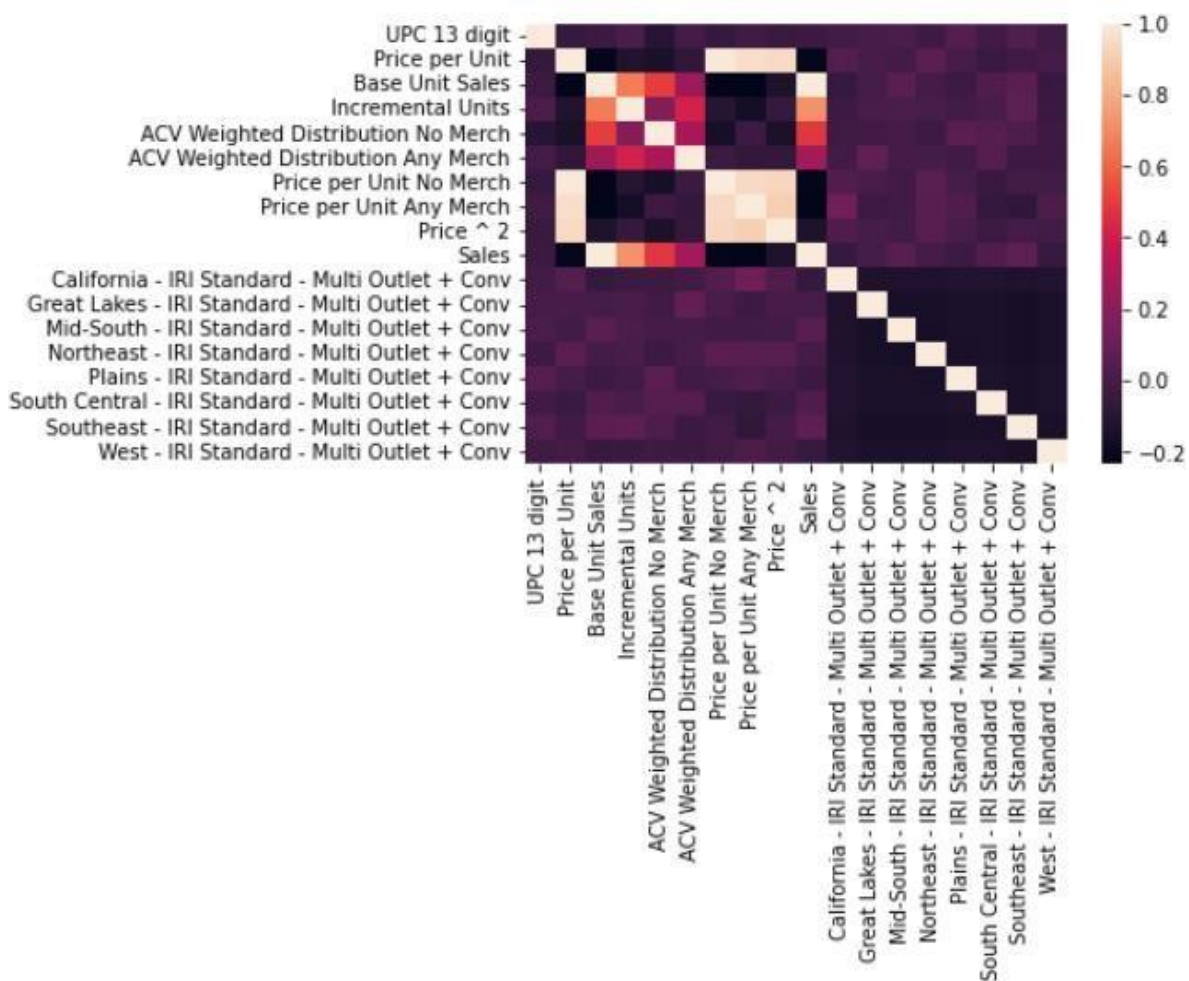 UPC 13 digit
Price per Unit
Base Unit Sales
Incremental Units
ACV Weighted Distribution No Merch
ACV Weighted Distribution Any Merch
Price per Unit No Merch
Price per Unit Any Merch
Price ^ 2
Sales
California - IRI Standard - Multi Outlet + Conv
Great Lakes - IRI Standard - Multi Outlet + Conv
Mid-South - IRI Standard - Multi Outlet + Conv
Northeast - IRI Standard - Multi Outlet + Conv
Plains - IRI Standard - Multi Outlet + Conv
South Central - IRI Standard - Multi Outlet + Conv
Southeast - IRI Standard - Multi Outlet + Conv
West - IRI Standard - Multi Outlet + Conv
UPC 13 digit
Price per Unit
Base Unit Sales
Incremental Units
ACV Weighted Distribution No Merch
ACV Weighted Distribution Any Merch
Price per Unit No Merch
Price per Unit Any Merch
Price ^ 2
Sales
California - IRI Standard - Multi Outlet + Conv
Great Lakes - IRI Standard - Multi Outlet + Conv
Mid-South - IRI Standard - Multi Outlet + Conv
Northeast - IRI Standard - Multi Outlet + Conv
Plains - IRI Standard - Multi Outlet + Conv
South Central - IRI Standard - Multi Outlet + Conv
Southeast - IRI Standard - Multi Outlet + Conv
West - IRI Standard - Multi Outlet + Conv
1.0
0.8
0.6
0.4
0.2
0.0
−0.2